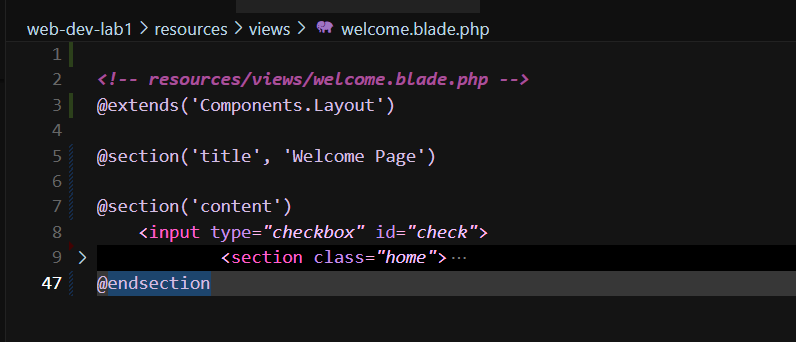 web-dev-lab1 > resources > views > welcome.blade.php
1
2 <!-- resources/views/welcome.blade.php -->
3 @extends('Components.Layout')
4
5 @section('title', 'Welcome Page')
6
7 @section('content')
8 <input type="checkbox" id="check">
9 > <section class="home">···
47 @endsection